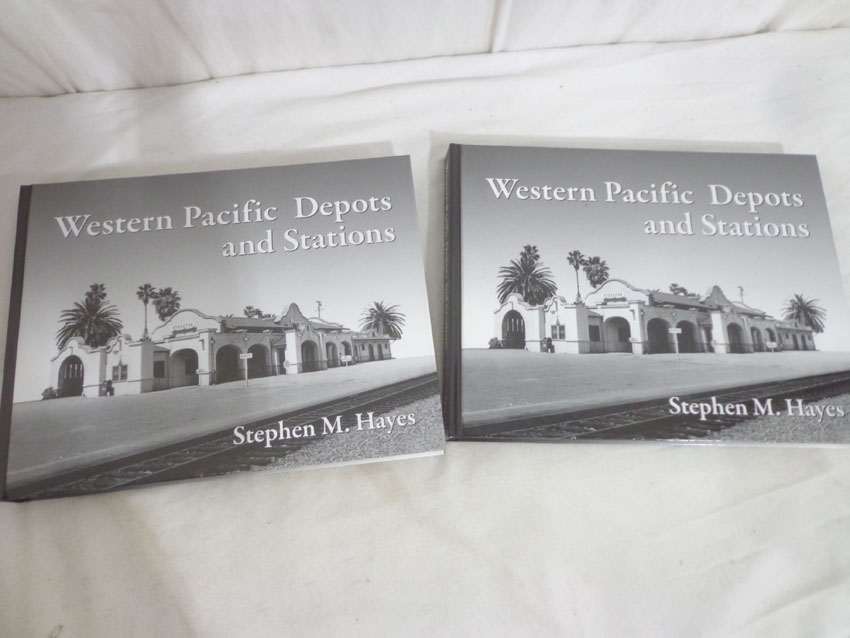 Western Pacific Depots
and Stations
Stephen M. Hayes
Western Pacific Depots
and Stations
Stephen M. Hayes